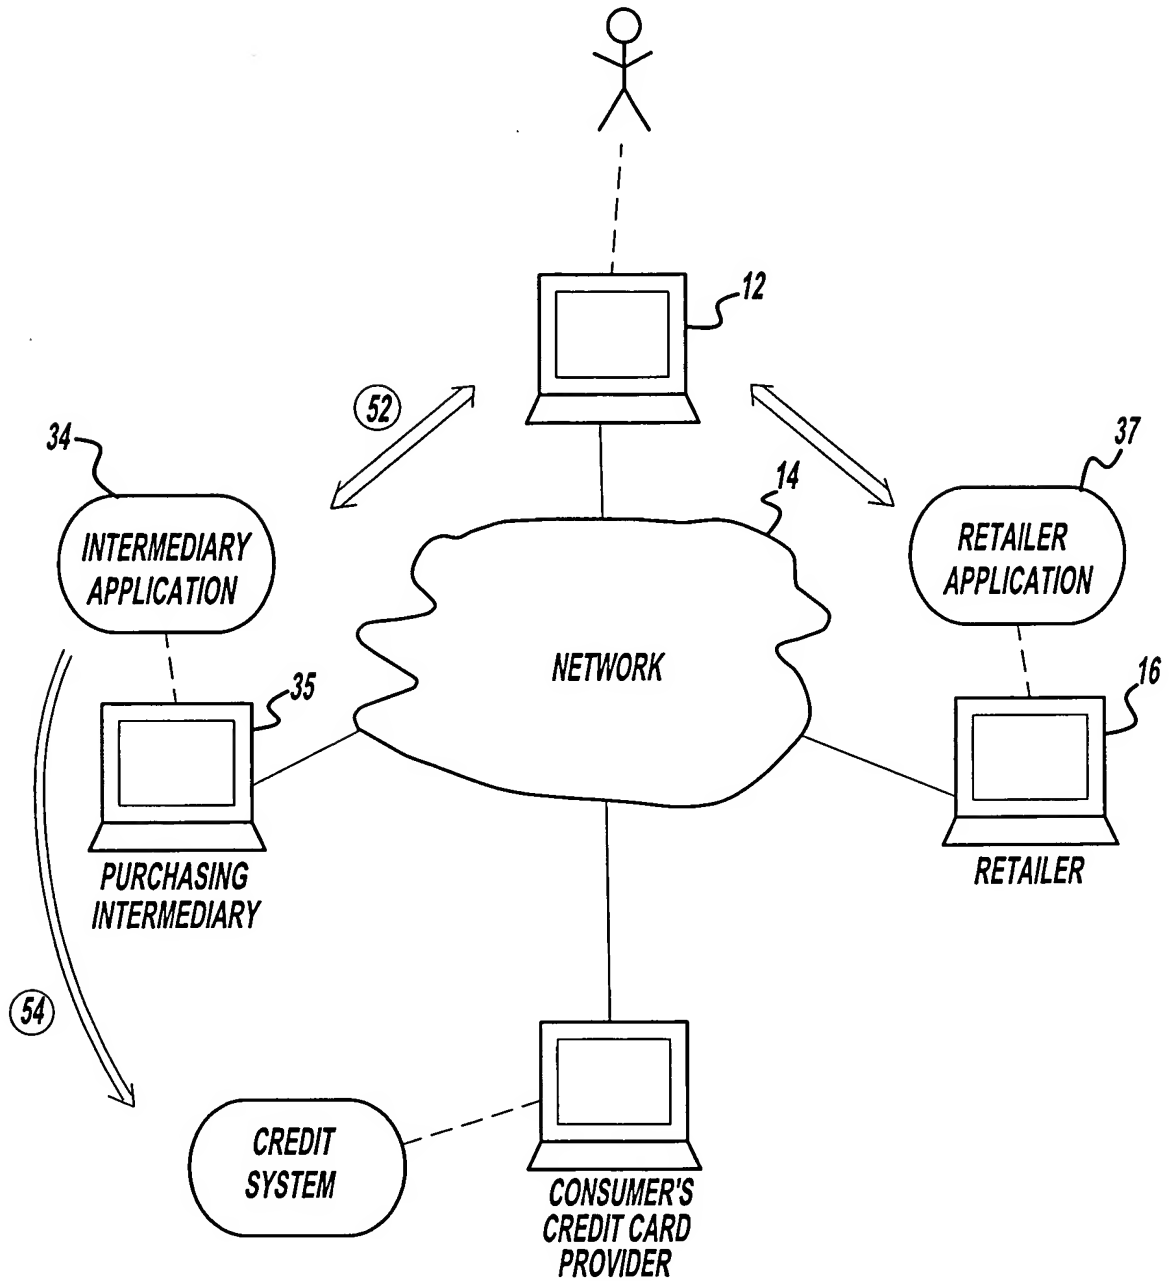 12
52
34
37
14
INTERMEDIARY
APPLICATION
RETAILER
APPLICATION
NETWORK
35
16
PURCHASING
INTERMEDIARY
RETAILER
54
CREDIT
SYSTEM
CONSUMER'S
CREDIT CARD
PROVIDER